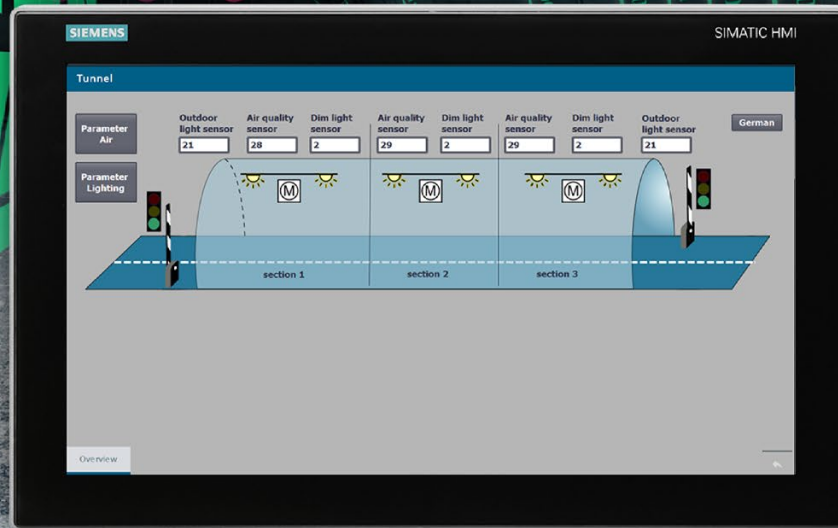 SIEMENS
SIMATIC HMI
Tunnel
Parameter
Air
Parameter
Lighting
Outdoor
light sensor
21
Air quality
sensor
28
Dim light
sensor
2
Air quality
sensor
29
Dim light
sensor
2
Air quality
sensor
29
Dim light
sensor
2
Outdoor
light sensor
21
German
M
M
M
section 1
section 2
section 3
Overview